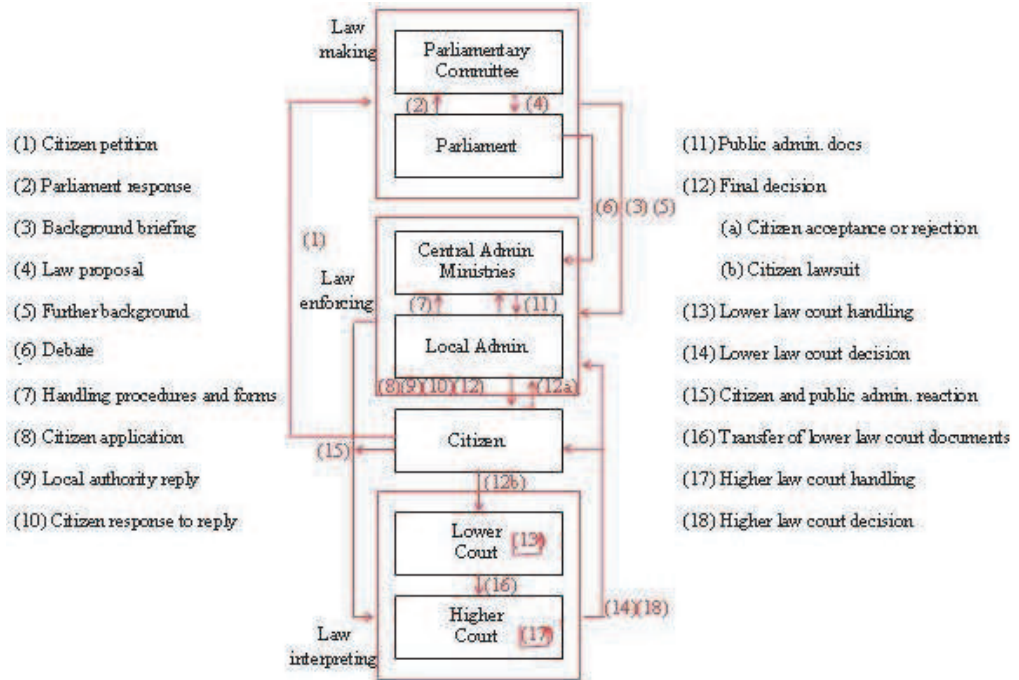 Law
making
Parliamentary
Committee
(2)
(4)
Parliament
(1) Citizen petition
(2) Parliament response
(3) Background briefing
(4) Law proposal
(5) Further background
(6) Debate
(7) Handling procedures and forms
(8) Citizen application
(9) Local authority reply
(10) Citizen response to reply
(1)
(6) (3) (5)
Law
enforcing
Central Admin
Ministries
(7)
(11)
Local Admin
(8)(9)(10)(12)
(12a)
Citizen
(15)
(12b)
Lower
Court
(13)
(16)
Higher
Court
(17)
(14)(18)
Law
interpreting
(11) Public admin. docs
(12) Final decision
(a) Citizen acceptance or rejection
(b) Citizen lawsuit
(13) Lower law court handling
(14) Lower law court decision
(15) Citizen and public admin. reaction
(16) Transfer of lower law court documents
(17) Higher law court handling
(18) Higher law court decision